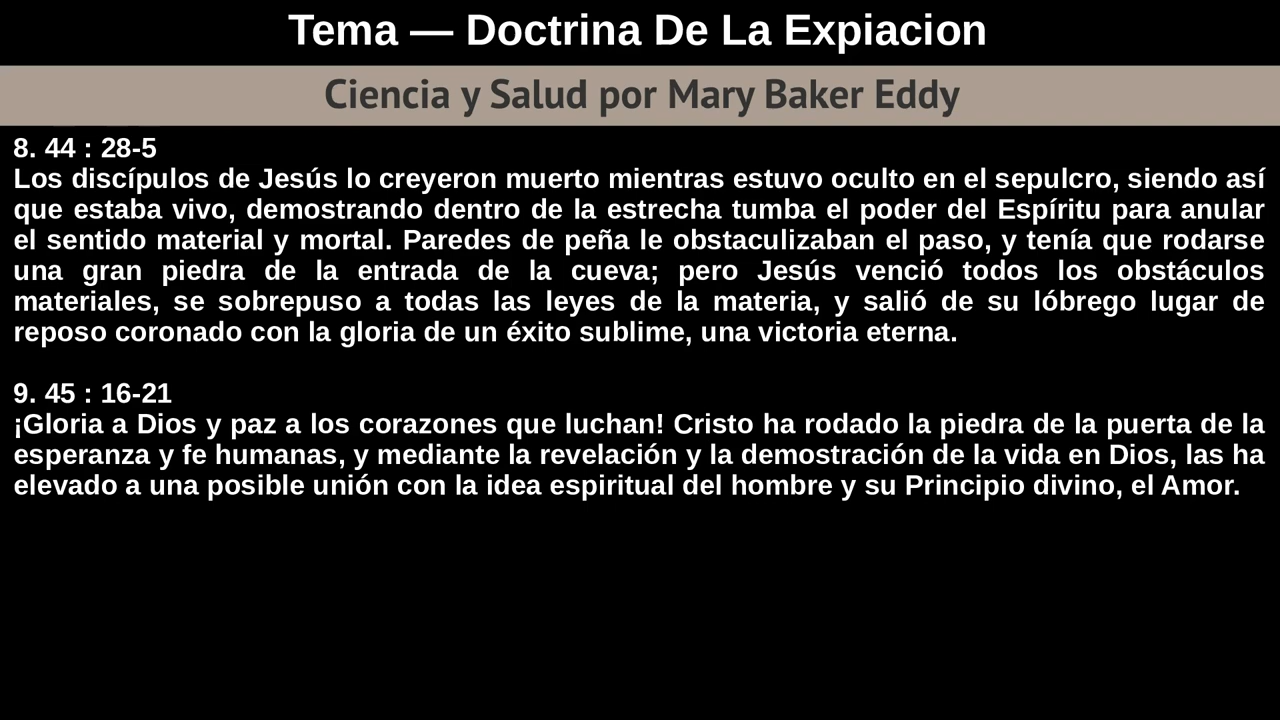 Tema — Doctrina De La Expiacion
Ciencia y Salud por Mary Baker Eddy
8. 44 : 28-5
Los discípulos de Jesús lo creyeron muerto mientras estuvo oculto en el sepulcro, siendo así
que estaba vivo, demostrando dentro de la estrecha tumba el poder del Espíritu para anular
el sentido material y mortal. Paredes de peña le obstaculizaban el paso, y tenía que rodarse
una gran piedra de la entrada de la cueva; pero Jesús venció todos los obstáculos
materiales, se sobrepuso a todas las leyes de la materia, y salió de su lóbrego lugar de
reposo coronado con la gloria de un éxito sublime, una victoria eterna.
9. 45 : 16-21
¡Gloria a Dios y paz a los corazones que luchan! Cristo ha rodado la piedra de la puerta de la
esperanza y fe humanas, y mediante la revelación y la demostración de la vida en Dios, las ha
elevado a una posible unión con la idea espiritual del hombre y su Principio divino, el Amor.